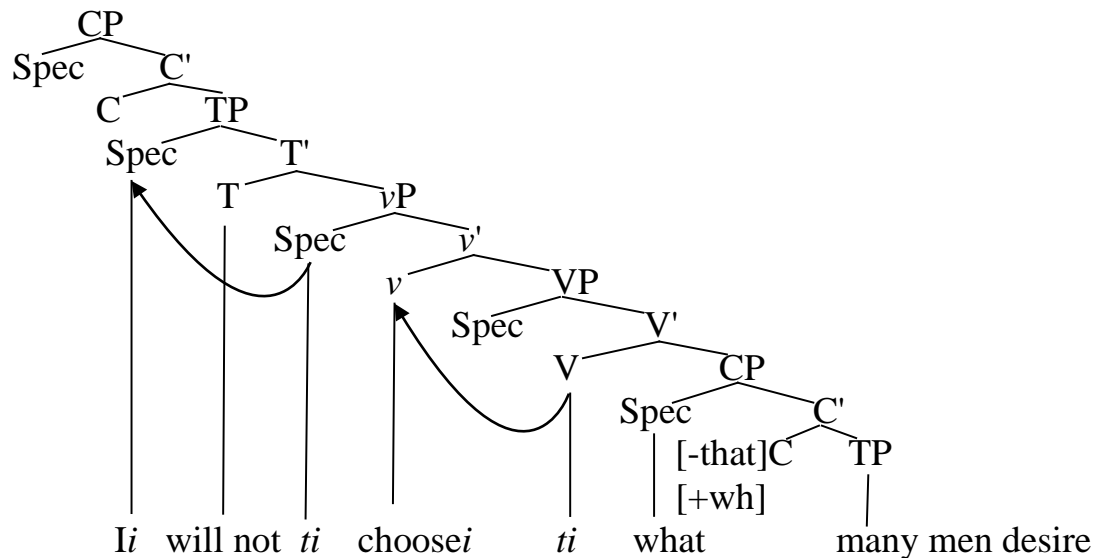 CP
Spec C'
C TP
Spec T'
T vP
Spec v'
v VP
Spec V'
V CP
Spec C'
[-that]C TP
[+wh]
Ii will not ti choosei ti what many men desire